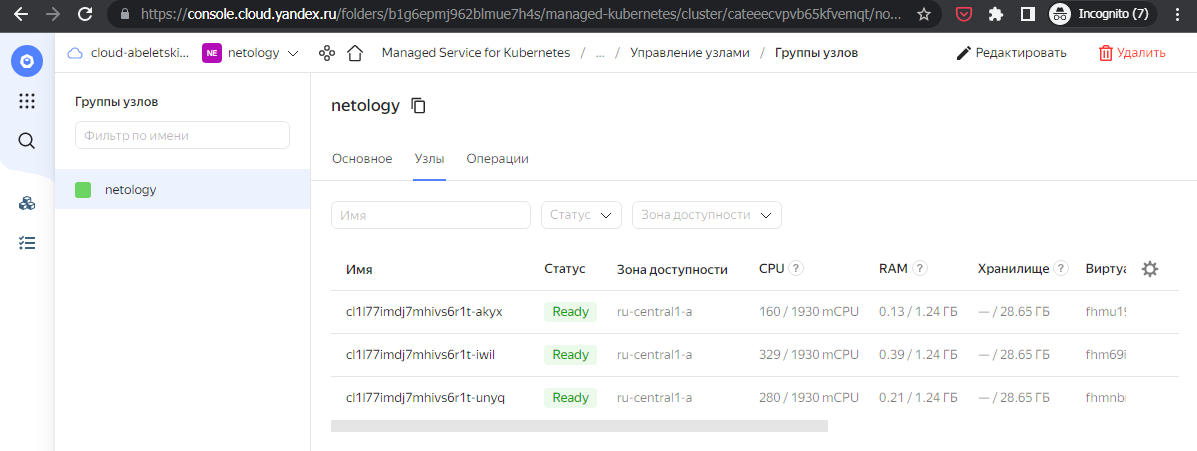 https://console.cloud.yandex.ru/folders/b1g6epmj962blmue7h4s/managed-kubernetes/cluster/cateeecvpvb65kfvemqt/no... Incognito (7)
cloud-abeletski... NE netology Managed Service for Kubernetes / ... / Управление узлами / Группы узлов Редактировать Удалить
Группы узлов
Фильтр по имени
netology
netology
Основное Узлы Операции
Имя Статус Зона доступности
Имя Статус Зона доступности CPU ? RAM ? Хранилище ? Виртуа
cl1l77imdj7mhivs6r1t-akyx Ready ru-central1-a 160 / 1930 mCPU 0.13 / 1.24 ГБ — / 28.65 ГБ fhmu19
cl1l77imdj7mhivs6r1t-iwil Ready ru-central1-a 329 / 1930 mCPU 0.39 / 1.24 ГБ — / 28.65 ГБ fhm69i
cl1l77imdj7mhivs6r1t-unyq Ready ru-central1-a 280 / 1930 mCPU 0.21 / 1.24 ГБ — / 28.65 ГБ fhmnb